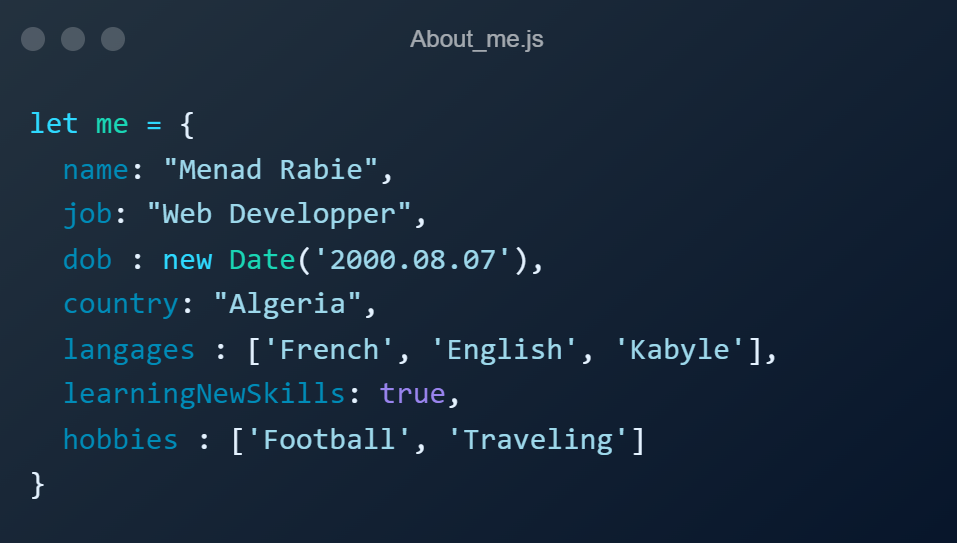 About_me.js
let me = {
  name: "Menad Rabie",
  job: "Web Developper",
  dob : new Date('2000.08.07'),
  country: "Algeria",
  langages : ['French', 'English', 'Kabyle'],
  learningNewSkills: true,
  hobbies : ['Football', 'Traveling']
}